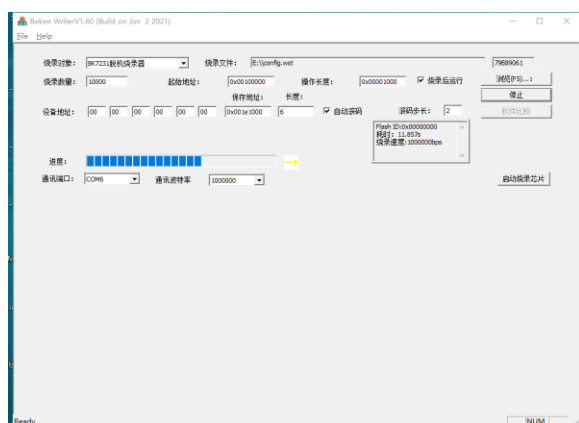 Beken WriterV1.60 (Build on Jun 2 2021)
File Help
烧录对象: BK7231脱机烧录器 烧录文件: E:\\config.wst 79B89061
烧录数量: 10000 起始地址: 0x00100000 操作长度: 0x00001000 烧录后运行 浏览(F5)...:
保存地址: 长度: 停止
设备地址: 00 00 00 00 00 00 0x001e1000 6 自动滚码 滚码步长: 2 软件比较
Flash ID:0x00000000
耗时: 11.857s
烧录速度:1000000bps
进度:
通讯端口: COM6 通讯波特率 1000000 启动烧录芯片
Ready NUM